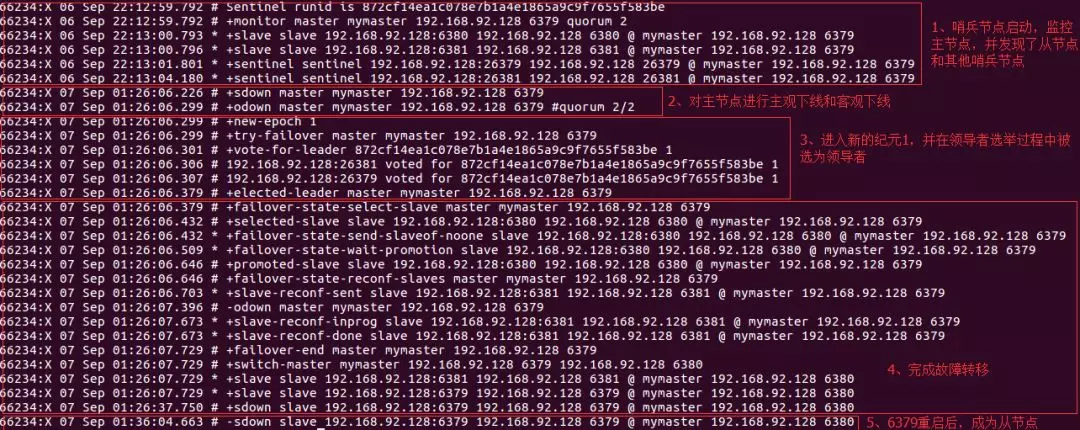 66234:X 06 Sep 22:12:59.792 # Sentinel runid is 872cf14ea1c078e7b1a4e1865a9c9f7655f583be
66234:X 06 Sep 22:12:59.792 # +monitor master mymaster 192.168.92.128 6379 quorum 2
66234:X 06 Sep 22:13:00.793 * +slave slave 192.168.92.128:6380 192.168.92.128 6380 @ mymaster 192.168.92.128 6379
66234:X 06 Sep 22:13:00.796 * +slave slave 192.168.92.128:6381 192.168.92.128 6381 @ mymaster 192.168.92.128 6379
66234:X 06 Sep 22:13:01.801 * +sentinel sentinel 192.168.92.128:26379 192.168.92.128 26379 @ mymaster 192.168.92.128 6379
66234:X 06 Sep 22:13:04.180 * +sentinel sentinel 192.168.92.128:26381 192.168.92.128 26381 @ mymaster 192.168.92.128 6379
1、哨兵节点启动，监控
主节点，并发现了从节点
和其他哨兵节点
66234:X 07 Sep 01:26:06.226 # +sdown master mymaster 192.168.92.128 6379
66234:X 07 Sep 01:26:06.299 # +odown master mymaster 192.168.92.128 6379 #quorum 2/2
2、对主节点进行主观下线和客观下线
66234:X 07 Sep 01:26:06.299 # +new-epoch 1
66234:X 07 Sep 01:26:06.299 # +try-failover master mymaster 192.168.92.128 6379
66234:X 07 Sep 01:26:06.301 # +vote-for-leader 872cf14ea1c078e7b1a4e1865a9c9f7655f583be 1
66234:X 07 Sep 01:26:06.306 # 192.168.92.128:26381 voted for 872cf14ea1c078e7b1a4e1865a9c9f7655f583be 1
66234:X 07 Sep 01:26:06.307 # 192.168.92.128:26379 voted for 872cf14ea1c078e7b1a4e1865a9c9f7655f583be 1
66234:X 07 Sep 01:26:06.379 # +elected-leader master mymaster 192.168.92.128 6379
3、进入新的纪元1，并在领导者选举过程中被
选为领导者
66234:X 07 Sep 01:26:06.379 # +failover-state-select-slave master mymaster 192.168.92.128 6379
66234:X 07 Sep 01:26:06.432 # +selected-slave slave 192.168.92.128:6380 192.168.92.128 6380 @ mymaster 192.168.92.128 6379
66234:X 07 Sep 01:26:06.432 * +failover-state-send-slaveof-noone slave 192.168.92.128:6380 192.168.92.128 6380 @ mymaster 192.168.92.128 6379
66234:X 07 Sep 01:26:06.509 * +failover-state-wait-promotion slave 192.168.92.128:6380 192.168.92.128 6380 @ mymaster 192.168.92.128 6379
66234:X 07 Sep 01:26:06.646 # +promoted-slave slave 192.168.92.128:6380 192.168.92.128 6380 @ mymaster 192.168.92.128 6379
66234:X 07 Sep 01:26:06.646 # +failover-state-reconf-slaves master mymaster 192.168.92.128 6379
66234:X 07 Sep 01:26:06.703 * +slave-reconf-sent slave 192.168.92.128:6381 192.168.92.128 6381 @ mymaster 192.168.92.128 6379
66234:X 07 Sep 01:26:07.396 # -odown master mymaster 192.168.92.128 6379
66234:X 07 Sep 01:26:07.673 * +slave-reconf-inprog slave 192.168.92.128:6381 192.168.92.128 6381 @ mymaster 192.168.92.128 6379
66234:X 07 Sep 01:26:07.673 * +slave-reconf-done slave 192.168.92.128:6381 192.168.92.128 6381 @ mymaster 192.168.92.128 6379
66234:X 07 Sep 01:26:07.729 # +failover-end master mymaster 192.168.92.128 6379
66234:X 07 Sep 01:26:07.729 # +switch-master mymaster 192.168.92.128 6379 192.168.92.128 6380
66234:X 07 Sep 01:26:07.729 * +slave slave 192.168.92.128:6381 192.168.92.128 6381 @ mymaster 192.168.92.128 6380
66234:X 07 Sep 01:26:07.729 * +slave slave 192.168.92.128:6379 192.168.92.128 6379 @ mymaster 192.168.92.128 6380
66234:X 07 Sep 01:26:37.750 # +sdown slave 192.168.92.128:6379 192.168.92.128 6379 @ mymaster 192.168.92.128 6380
4、完成故障转移
66234:X 07 Sep 01:36:04.663 # -sdown slave 192.168.92.128:6379 192.168.92.128 6379 @ mymaster 192.168.92.128 6380
5、6379重启后，成为从节点